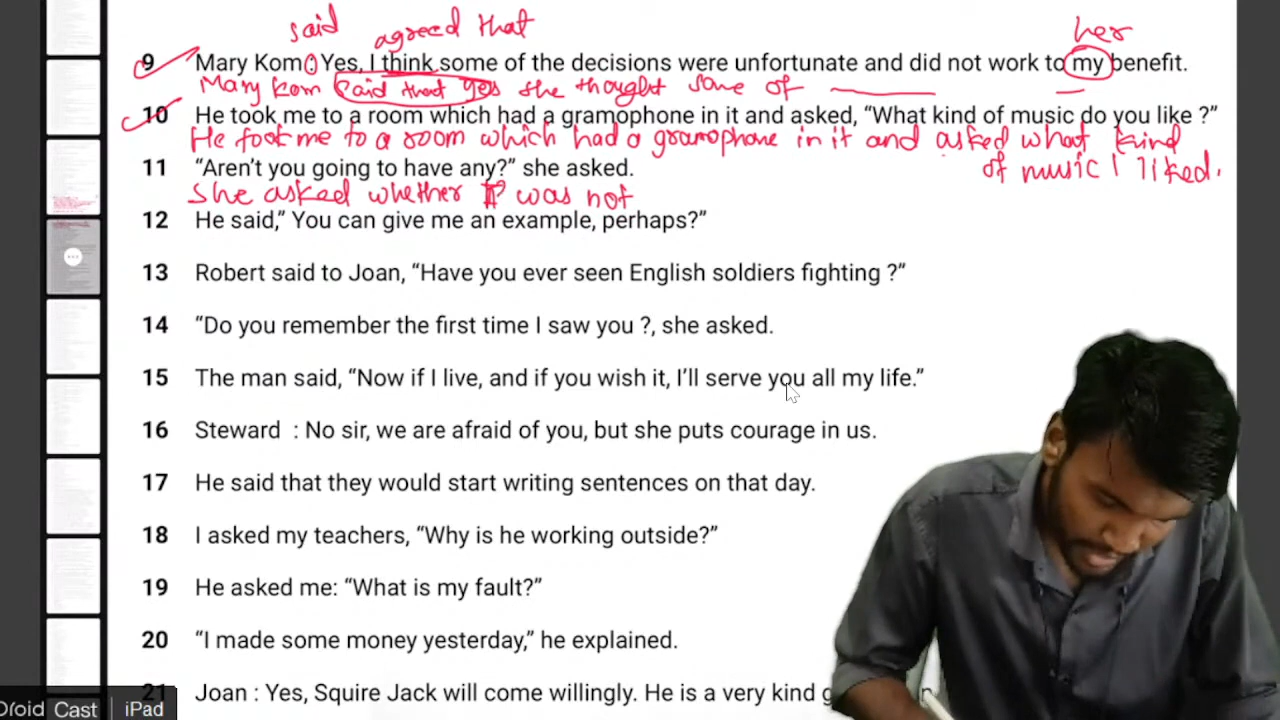 said agreed that her
9 Mary Kom : Yes, I think some of the decisions were unfortunate and did not work to my benefit.
Mary Kom said that yes she thought some of
10 He took me to a room which had a gramophone in it and asked, “What kind of music do you like ?”
He took me to a room which had a gramophone in it and asked what kind
of music I liked.
11 “Aren’t you going to have any?” she asked.
She asked whether I was not
12 He said,” You can give me an example, perhaps?”
13 Robert said to Joan, “Have you ever seen English soldiers fighting ?”
14 “Do you remember the first time I saw you ?, she asked.
15 The man said, “Now if I live, and if you wish it, I’ll serve you all my life.”
16 Steward : No sir, we are afraid of you, but she puts courage in us.
17 He said that they would start writing sentences on that day.
18 I asked my teachers, “Why is he working outside?”
19 He asked me: “What is my fault?”
20 “I made some money yesterday,” he explained.
21 Joan : Yes, Squire Jack will come willingly. He is a very kind
Droid Cast iPad